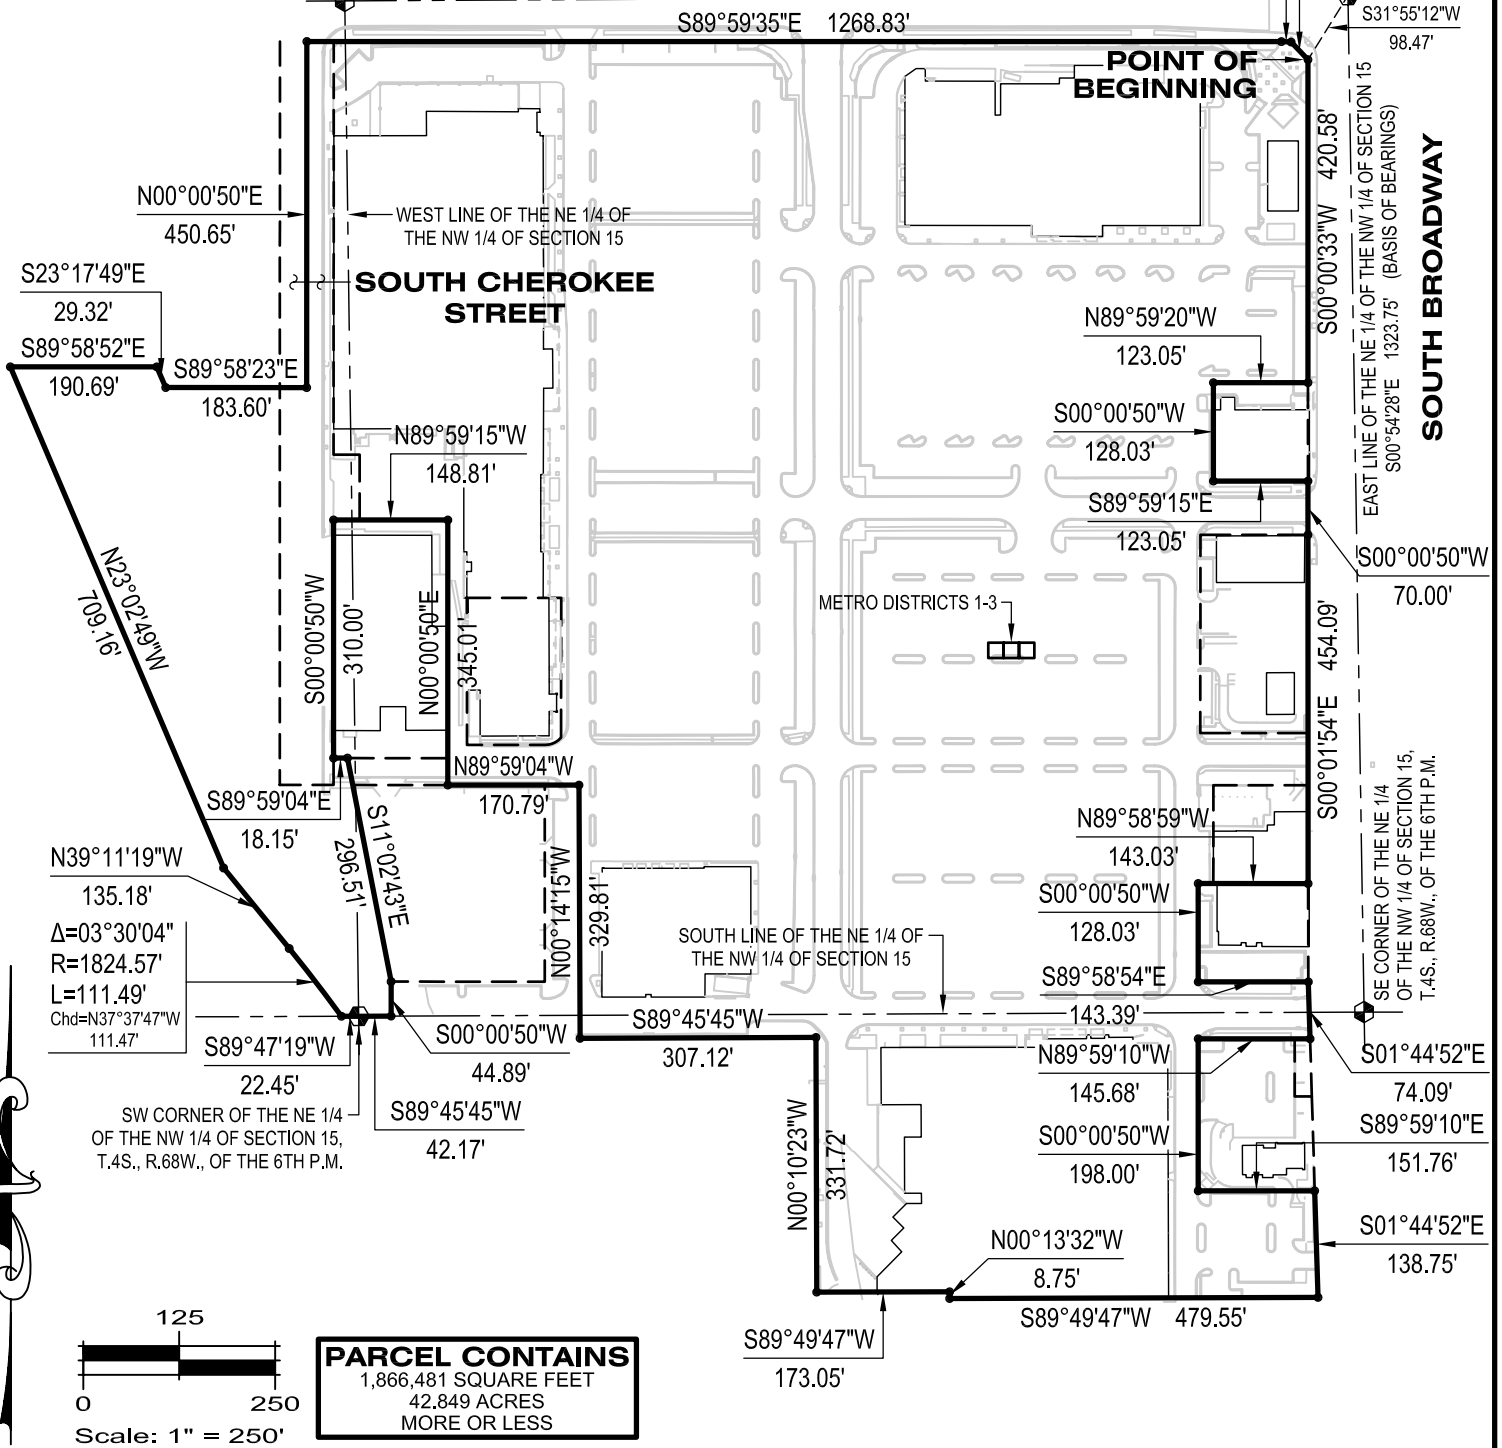 S89°59'35"E 1268.83'
S31°55'12"W
98.47'
POINT OF
BEGINNING
N00°00'50"E
450.65'
WEST LINE OF THE NE 1/4 OF
THE NW 1/4 OF SECTION 15
SOUTH CHEROKEE
STREET
S23°17'49"E
29.32'
S89°58'52"E
190.69'
S89°58'23"E
183.60'
S00°00'33"W 420.58'
EAST LINE OF THE NE 1/4 OF THE NW 1/4 OF SECTION 15
S00°54'28"E 1323.75' (BASIS OF BEARINGS)
SOUTH BROADWAY
N89°59'20"W
123.05'
S00°00'50"W
128.03'
S89°59'15"E
123.05'
S00°00'50"W
70.00'
N89°59'15"W
148.81'
N23°02'49"W
709.16'
S00°00'50"W
310.00'
N00°00'50"E
345.01'
METRO DISTRICTS 1-3
S00°01'54"E 454.09'
N89°59'04"W
170.79'
S89°59'04"E
18.15'
S11°02'43"E
296.51'
N39°11'19"W
135.18'
Δ=03°30'04"
R=1824.57'
L=111.49'
Chd=N37°37'47"W
111.47'
N00°14'15"W
329.81'
N89°58'59"W
143.03'
S00°00'50"W
128.03'
SOUTH LINE OF THE NE 1/4 OF
THE NW 1/4 OF SECTION 15
S89°58'54"E
143.39'
SE CORNER OF THE NE 1/4
OF THE NW 1/4 OF SECTION 15,
T.4S., R.68W., OF THE 6TH P.M.
S89°47'19"W
22.45'
S00°00'50"W
44.89'
S89°45'45"W
307.12'
N89°59'10"W
145.68'
S01°44'52"E
74.09'
SW CORNER OF THE NE 1/4
OF THE NW 1/4 OF SECTION 15,
T.4S., R.68W., OF THE 6TH P.M.
S89°45'45"W
42.17'
N00°10'23"W
331.72'
S00°00'50"W
198.00'
S89°59'10"E
151.76'
N00°13'32"W
8.75'
S01°44'52"E
138.75'
S89°49'47"W 479.55'
S89°49'47"W
173.05'
125
0 250
Scale: 1" = 250'
PARCEL CONTAINS
1,866,481 SQUARE FEET
42.849 ACRES
MORE OR LESS